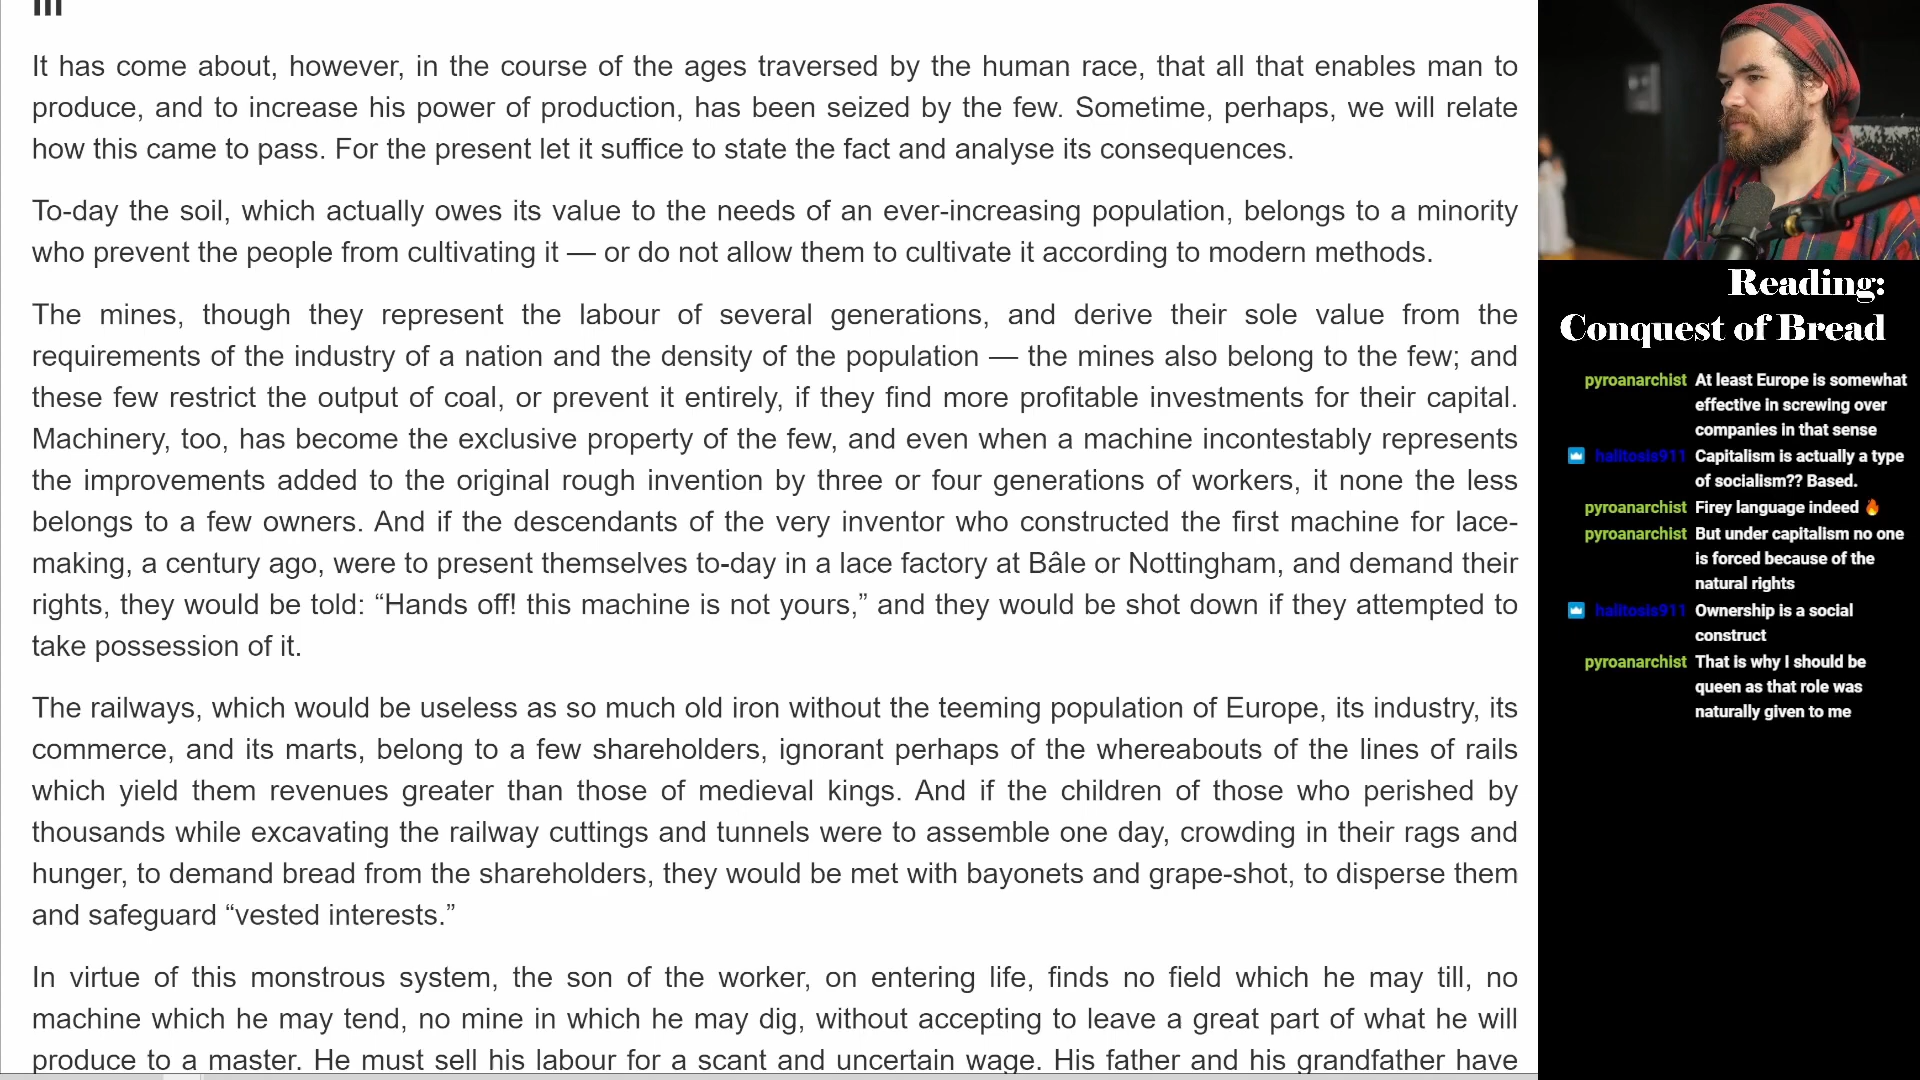 III
It has come about, however, in the course of the ages traversed by the human race, that all that enables man to
produce, and to increase his power of production, has been seized by the few. Sometime, perhaps, we will relate
how this came to pass. For the present let it suffice to state the fact and analyse its consequences.
To-day the soil, which actually owes its value to the needs of an ever-increasing population, belongs to a minority
who prevent the people from cultivating it — or do not allow them to cultivate it according to modern methods.
The mines, though they represent the labour of several generations, and derive their sole value from the
requirements of the industry of a nation and the density of the population — the mines also belong to the few; and
these few restrict the output of coal, or prevent it entirely, if they find more profitable investments for their capital.
Machinery, too, has become the exclusive property of the few, and even when a machine incontestably represents
the improvements added to the original rough invention by three or four generations of workers, it none the less
belongs to a few owners. And if the descendants of the very inventor who constructed the first machine for lace-
making, a century ago, were to present themselves to-day in a lace factory at Bâle or Nottingham, and demand their
rights, they would be told: “Hands off! this machine is not yours,” and they would be shot down if they attempted to
take possession of it.
The railways, which would be useless as so much old iron without the teeming population of Europe, its industry, its
commerce, and its marts, belong to a few shareholders, ignorant perhaps of the whereabouts of the lines of rails
which yield them revenues greater than those of medieval kings. And if the children of those who perished by
thousands while excavating the railway cuttings and tunnels were to assemble one day, crowding in their rags and
hunger, to demand bread from the shareholders, they would be met with bayonets and grape-shot, to disperse them
and safeguard “vested interests.”
In virtue of this monstrous system, the son of the worker, on entering life, finds no field which he may till, no
machine which he may tend, no mine in which he may dig, without accepting to leave a great part of what he will
produce to a master. He must sell his labour for a scant and uncertain wage. His father and his grandfather have
Reading:
Conquest of Bread
pyroanarchist At least Europe is somewhat
effective in screwing over
companies in that sense
halitosis911 Capitalism is actually a type
of socialism?? Based.
pyroanarchist Firey language indeed 🔥
pyroanarchist But under capitalism no one
is forced because of the
natural rights
halitosis911 Ownership is a social
construct
pyroanarchist That is why I should be
queen as that role was
naturally given to me